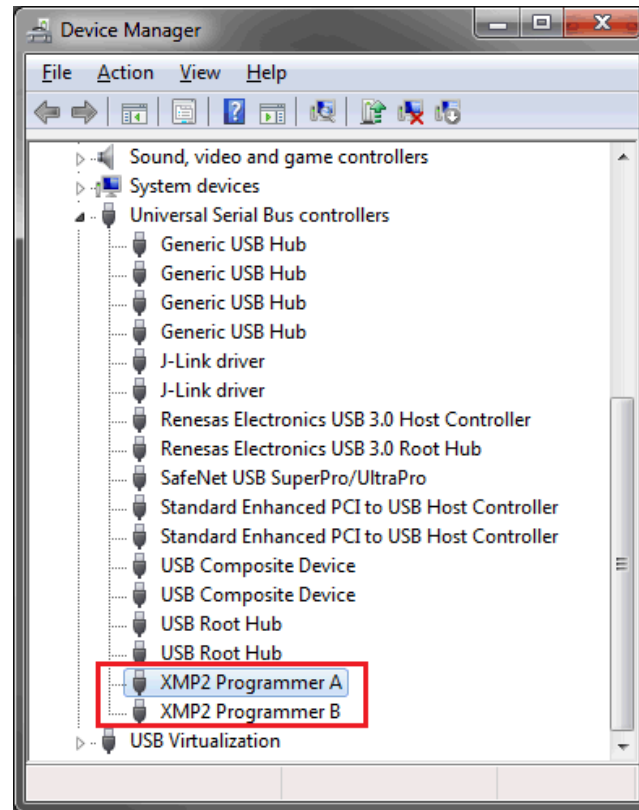 Device Manager
File Action View Help
Sound, video and game controllers
System devices
Universal Serial Bus controllers
Generic USB Hub
Generic USB Hub
Generic USB Hub
Generic USB Hub
J-Link driver
J-Link driver
Renesas Electronics USB 3.0 Host Controller
Renesas Electronics USB 3.0 Root Hub
SafeNet USB SuperPro/UltraPro
Standard Enhanced PCI to USB Host Controller
Standard Enhanced PCI to USB Host Controller
USB Composite Device
USB Composite Device
USB Root Hub
USB Root Hub
XMP2 Programmer A
XMP2 Programmer B
USB Virtualization